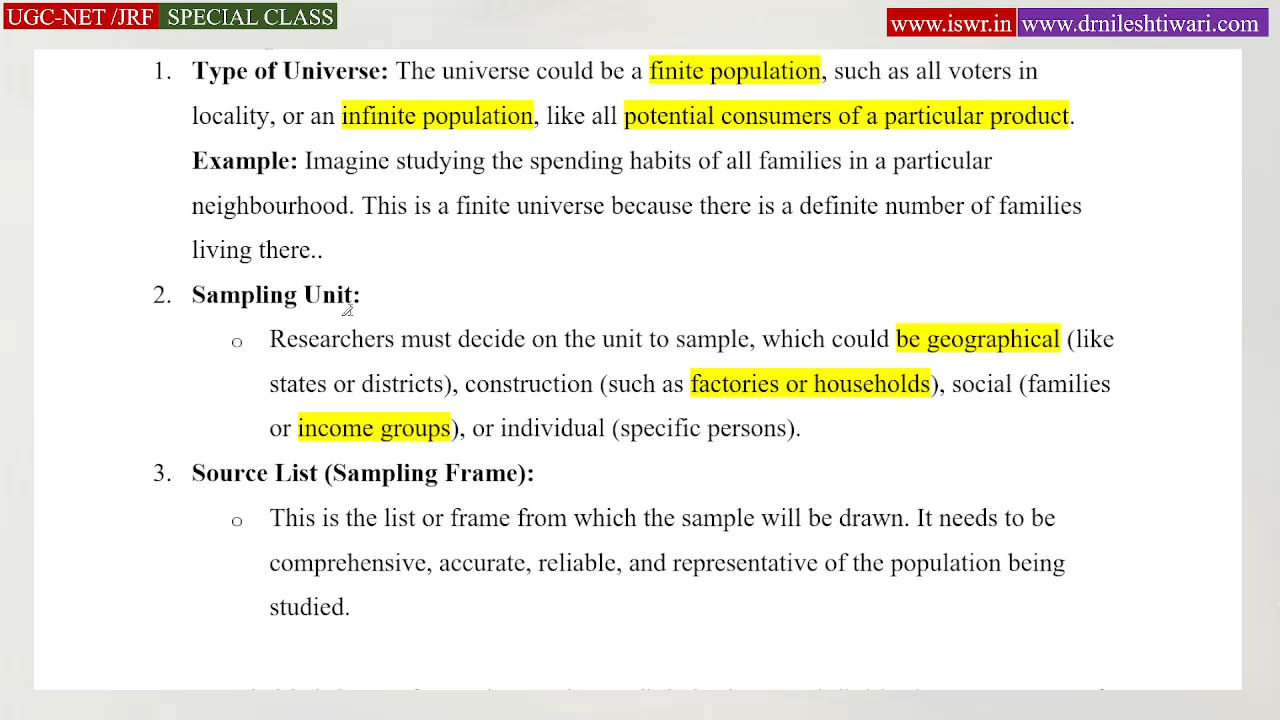 UGC-NET /JRF SPECIAL CLASS
www.iswr.in www.drnileshtiwari.com
1. Type of Universe: The universe could be a finite population, such as all voters in
locality, or an infinite population, like all potential consumers of a particular product.
Example: Imagine studying the spending habits of all families in a particular
neighbourhood. This is a finite universe because there is a definite number of families
living there..
2. Sampling Unit:
o Researchers must decide on the unit to sample, which could be geographical (like
states or districts), construction (such as factories or households), social (families
or income groups), or individual (specific persons).
3. Source List (Sampling Frame):
o This is the list or frame from which the sample will be drawn. It needs to be
comprehensive, accurate, reliable, and representative of the population being
studied.